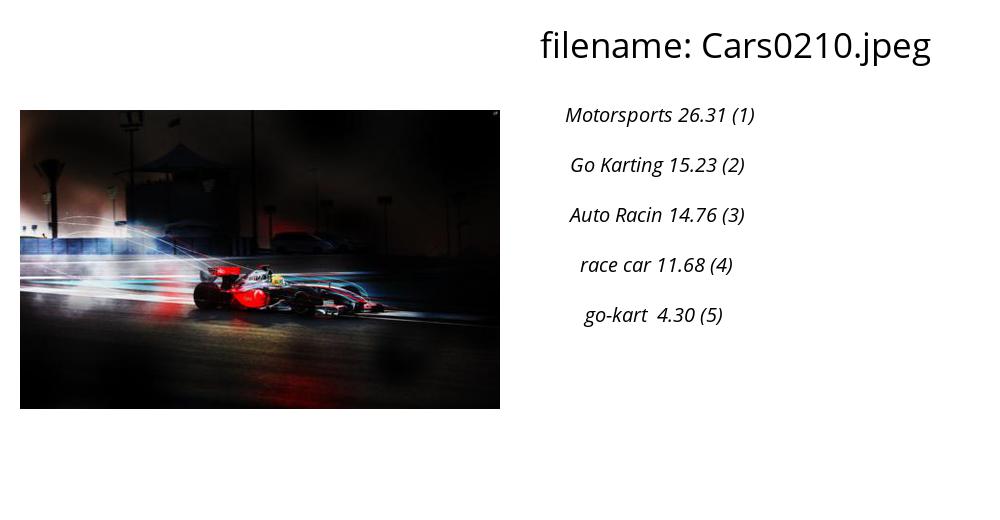 filename: Cars0210.jpeg
Motorsports 26.31 (1)
Go Karting 15.23 (2)
Auto Racin 14.76 (3)
race car 11.68 (4)
go-kart  4.30 (5)